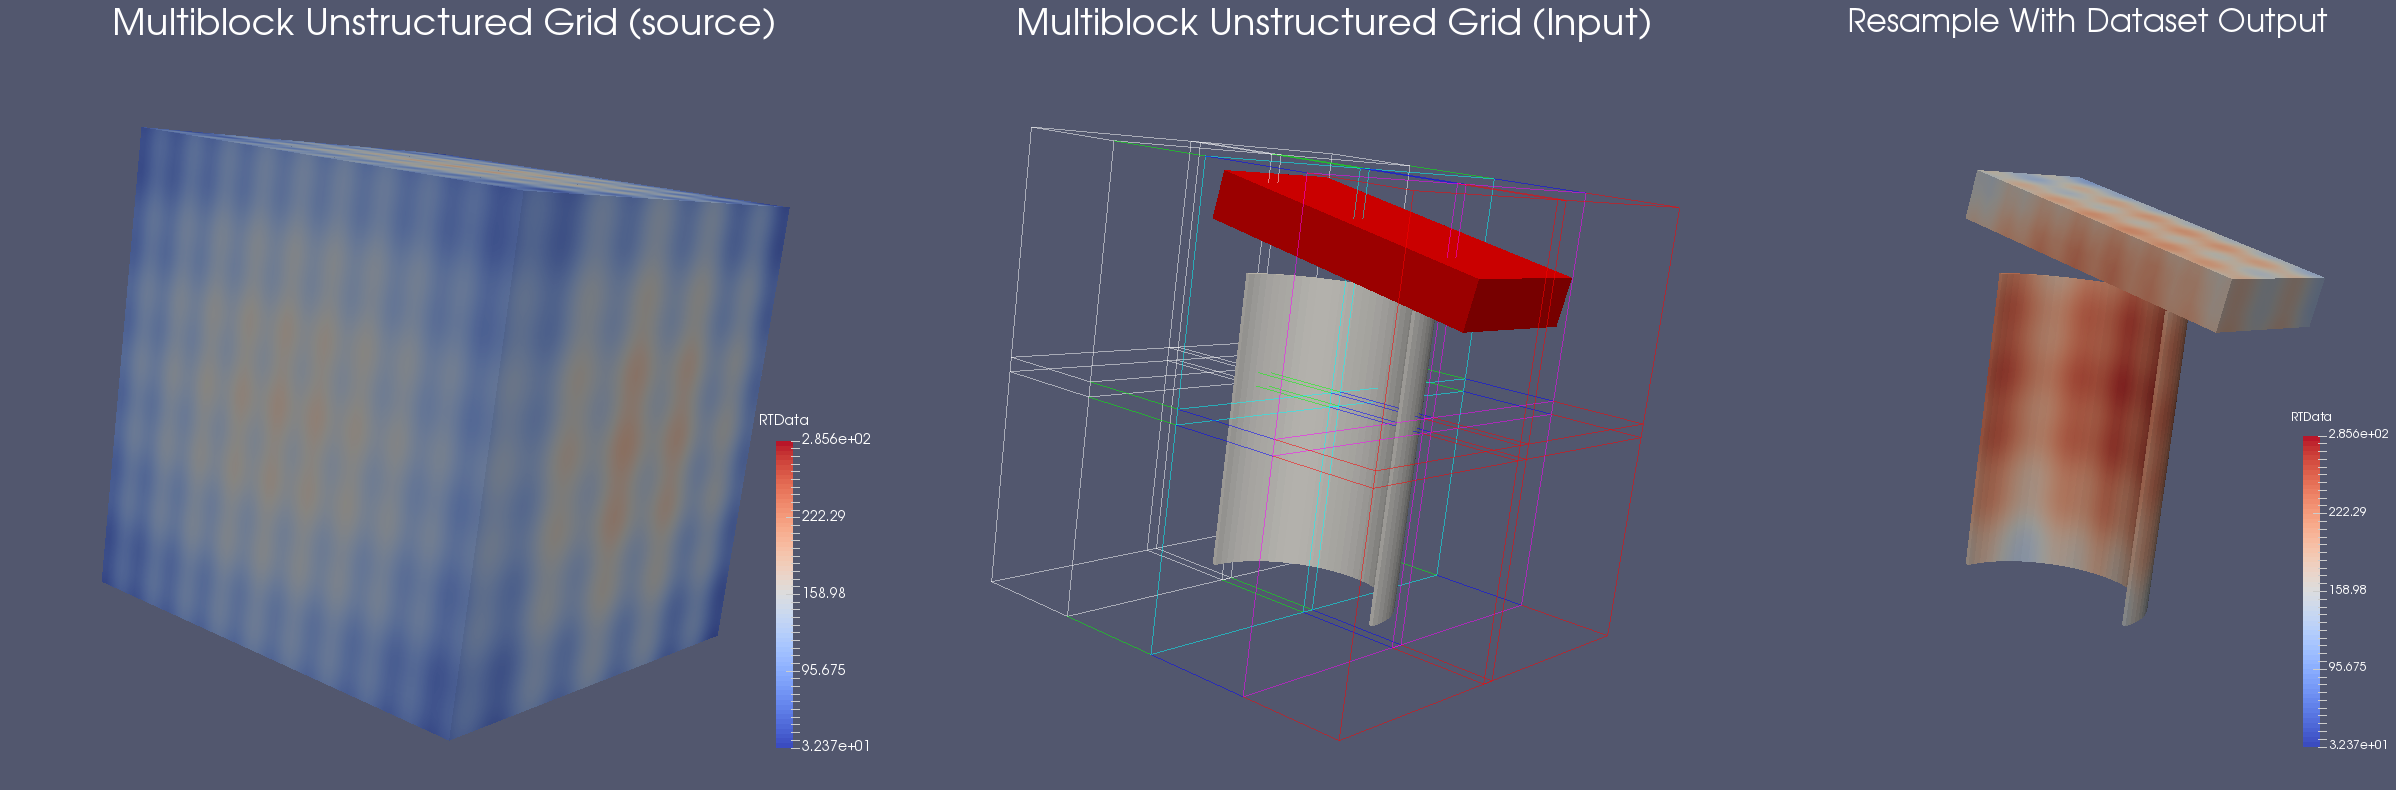 Multiblock Unstructured Grid (source)
Multiblock Unstructured Grid (Input)
Resample With Dataset Output
RTData
2.856e+02
222.29
158.98
95.675
3.237e+01
RTData
2.856e+02
222.29
158.98
95.675
3.237e+01